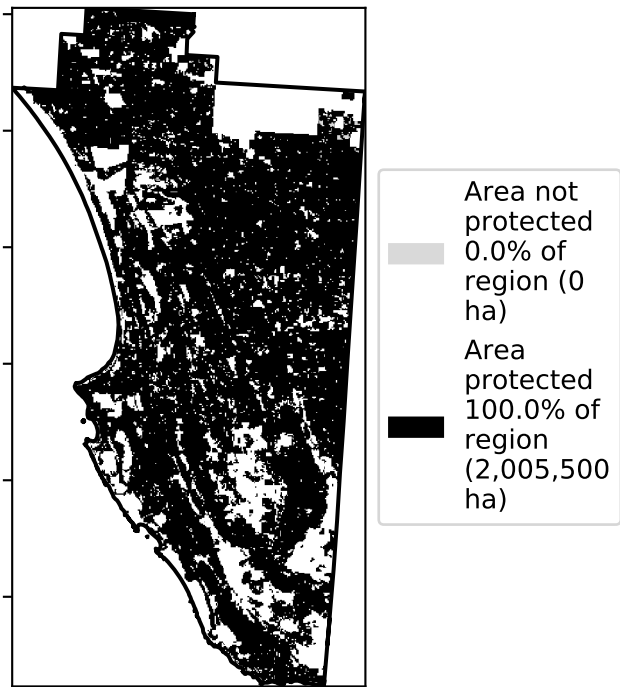 Area not
protected
0.0% of
region (0
ha)
Area
protected
100.0% of
region
(2,005,500
ha)